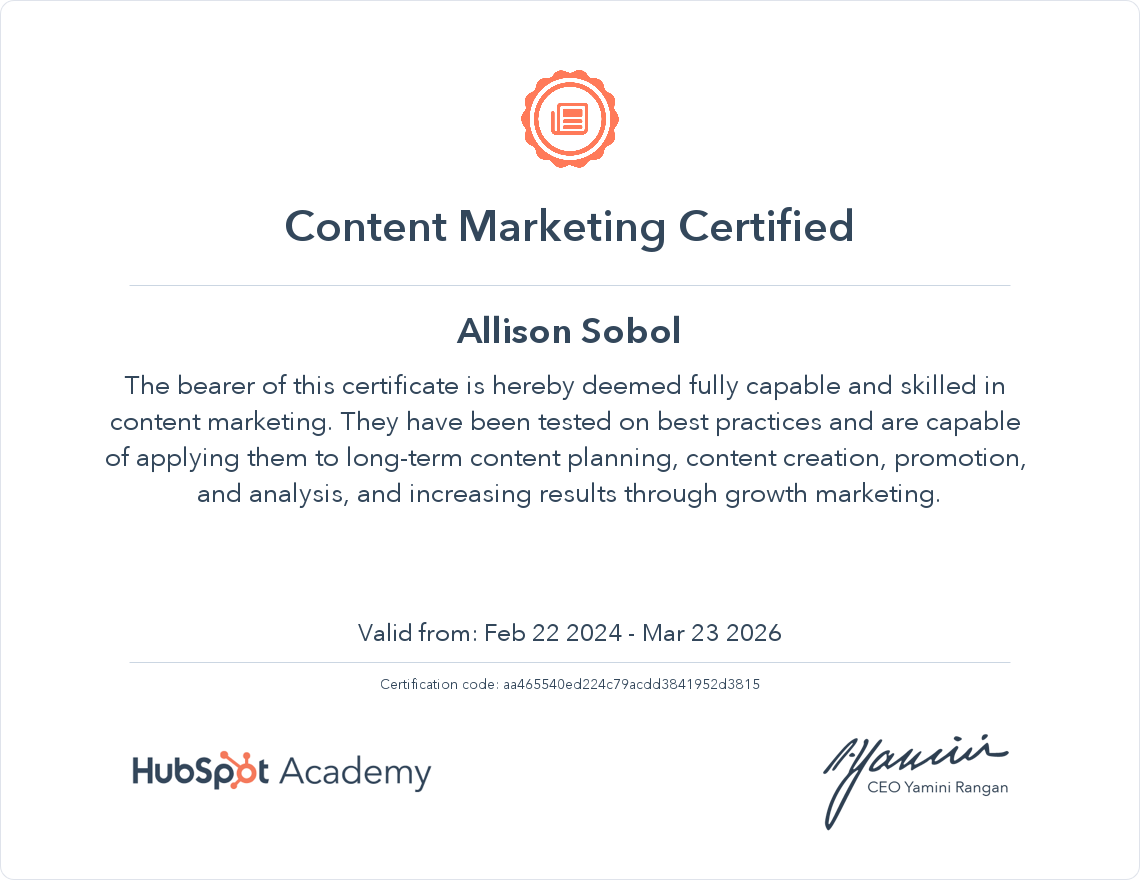 Content Marketing Certified
Allison Sobol
The bearer of this certificate is hereby deemed fully capable and skilled in
content marketing. They have been tested on best practices and are capable
of applying them to long-term content planning, content creation, promotion,
and analysis, and increasing results through growth marketing.
Valid from: Feb 22 2024 - Mar 23 2026
Certification code: aa465540ed224c79acdd3841952d3815
HubSpot Academy
Yamini
CEO Yamini Rangan